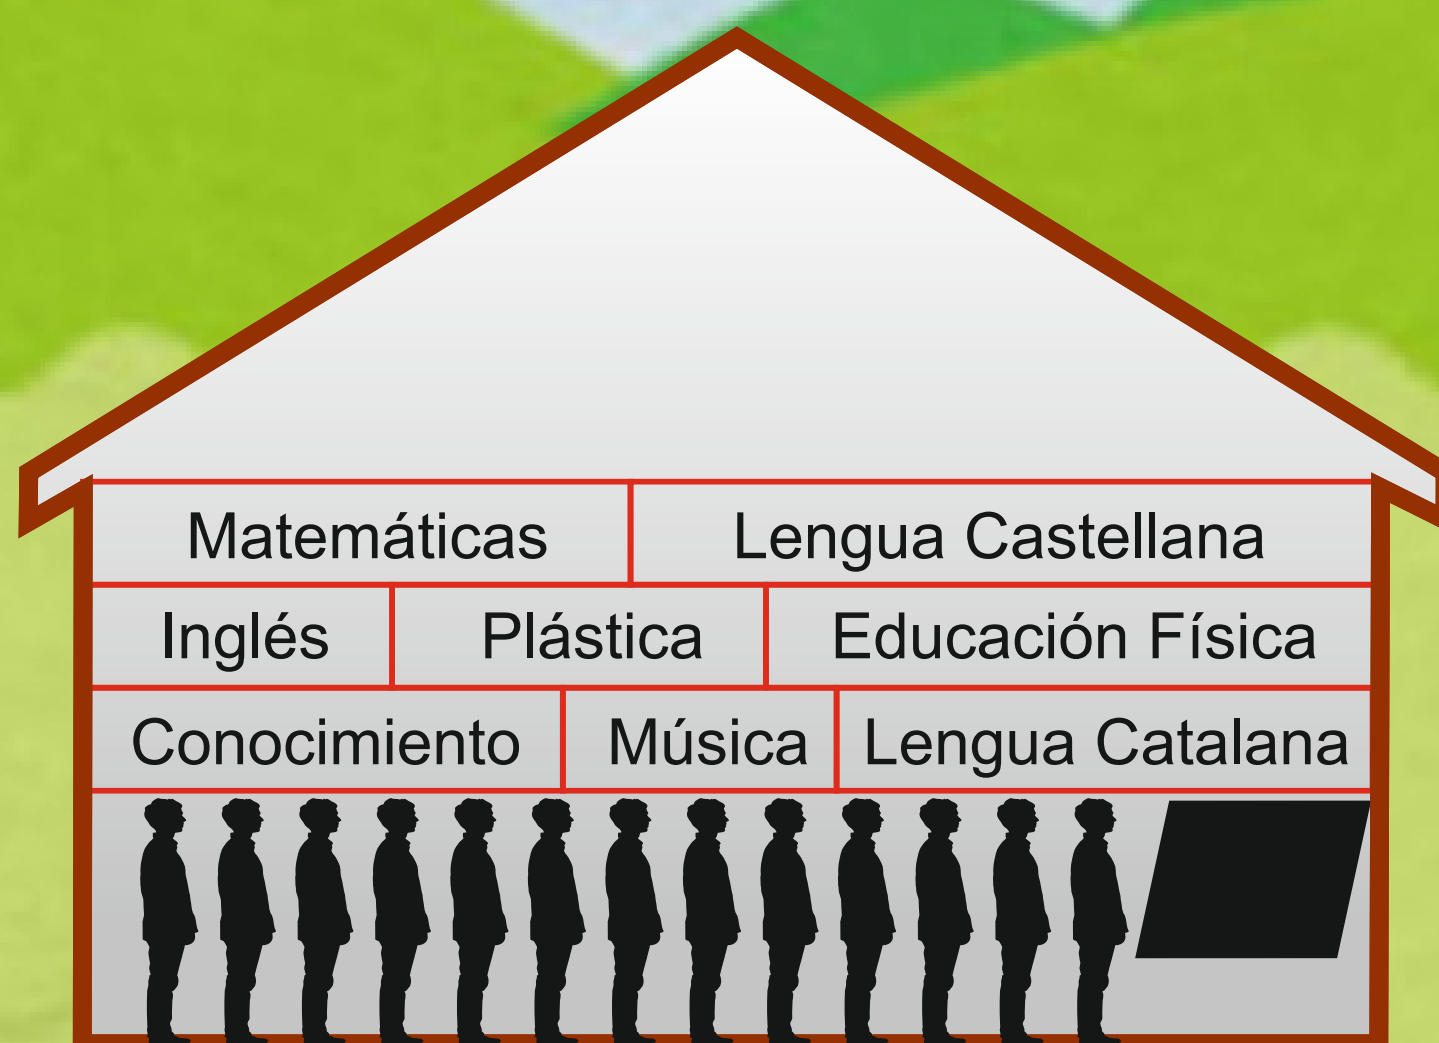 Matemáticas Lengua Castellana
Inglés Plástica Educación Física
Conocimiento Música Lengua Catalana